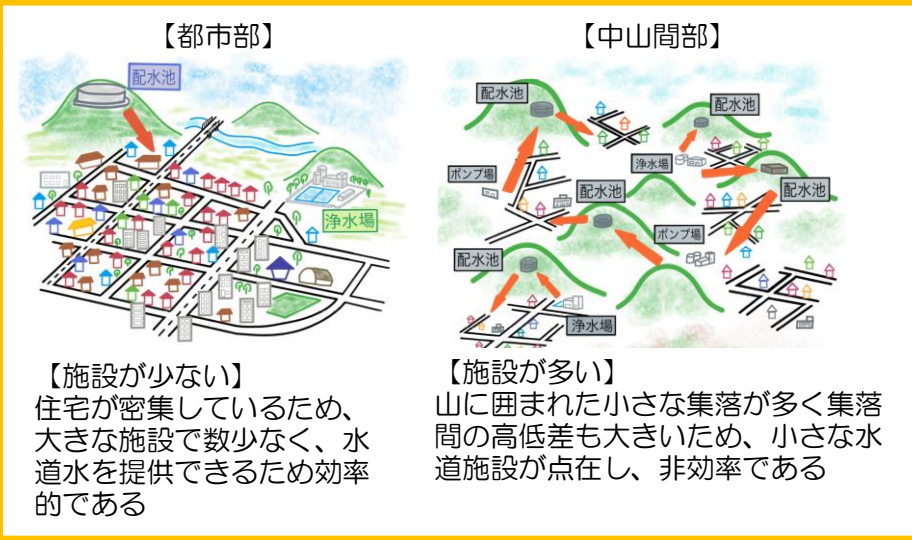 【都市部】
配水池
浄水場
【施設が少ない】
住宅が密集しているため、
大きな施設で数少なく、水
道水を提供できるため効率
的である
【中山間部】
配水池
配水池
ポンプ場
浄水場
配水池
配水池
ポンプ場
配水池
浄水場
【施設が多い】
山に囲まれた小さな集落が多く集落
間の高低差も大きいため、小さな水
道施設が点在し、非効率である